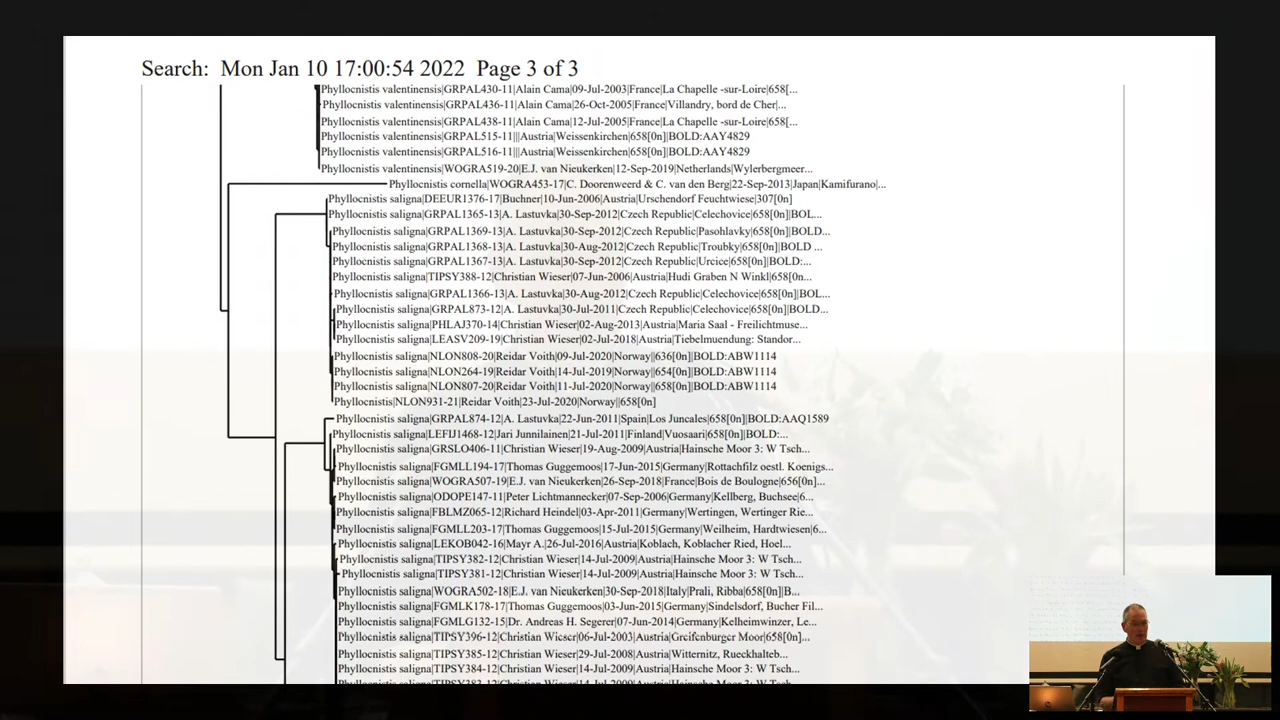 Search: Mon Jan 10 17:00:54 2022 Page 3 of 3
Phyllocnistis valentinensis|GRPAL430-11|Alain Cama|09-Jul-2003|France|La Chapelle -sur-Loire|658[...
Phyllocnistis valentinensis|GRPAL436-11|Alain Cama|26-Oct-2005|France|Villandry, bord de Cher|...
Phyllocnistis valentinensis|GRPAL438-11|Alain Cama|12-Jul-2005|France|La Chapelle -sur-Loire|658[...
Phyllocnistis valentinensis|GRPAL515-11|||Austria|Weissenkirchen|658[0n]|BOLD:AAY4829
Phyllocnistis valentinensis|GRPAL516-11|||Austria|Weissenkirchen|658[0n]|BOLD:AAY4829
Phyllocnistis valentinensis|WOGRA519-20|E.J. van Nieukerken|12-Sep-2019|Netherlands|Wylerbergmeer...
Phyllocnistis cornella|WOGRA453-17|C. Doorenweerd & C. van den Berg|22-Sep-2013|Japan|Kamifurano|...
Phyllocnistis saligna|DEEUR1376-17|Buchner|10-Jun-2006|Austria|Urschendorf Feuchtwiese|307[0n]
Phyllocnistis saligna|GRPAL1365-13|A. Lastuvka|30-Sep-2012|Czech Republic|Celechovice|658[0n]|BOL...
Phyllocnistis saligna|GRPAL1369-13|A. Lastuvka|30-Sep-2012|Czech Republic|Pasohlavky|658[0n]|BOLD...
Phyllocnistis saligna|GRPAL1368-13|A. Lastuvka|30-Aug-2012|Czech Republic|Troubky|658[0n]|BOLD ...
Phyllocnistis saligna|GRPAL1367-13|A. Lastuvka|30-Sep-2012|Czech Republic|Urcice|658[0n]|BOLD:...
Phyllocnistis saligna|TIPSY388-12|Christian Wieser|07-Jun-2006|Austria|Hudi Graben N Winkl|658[0n...
Phyllocnistis saligna|GRPAL1366-13|A. Lastuvka|30-Aug-2012|Czech Republic|Celechovice|658[0n]|BOL...
Phyllocnistis saligna|GRPAL873-12|A. Lastuvka|30-Jul-2011|Czech Republic|Celechovice|658[0n]|BOLD...
Phyllocnistis saligna|PHLAJ370-14|Christian Wieser|02-Aug-2013|Austria|Maria Saal - Freilichtmuse...
Phyllocnistis saligna|LEASV209-19|Christian Wieser|02-Jul-2018|Austria|Tiebelmuendung: Standor...
Phyllocnistis saligna|NLON808-20|Reidar Voith|09-Jul-2020|Norway||636[0n]|BOLD:ABW1114
Phyllocnistis saligna|NLON264-19|Reidar Voith|14-Jul-2019|Norway||654[0n]|BOLD:ABW1114
Phyllocnistis saligna|NLON807-20|Reidar Voith|11-Jul-2020|Norway||658[0n]|BOLD:ABW1114
Phyllocnistis|NLON931-21|Reidar Voith|23-Jul-2020|Norway||658[0n]
Phyllocnistis saligna|GRPAL874-12|A. Lastuvka|22-Jun-2011|Spain|Los Juncales|658[0n]|BOLD:AAQ1589
Phyllocnistis saligna|LEFIJ1468-12|Jari Junnilainen|21-Jul-2011|Finland|Vuosaari|658[0n]|BOLD:...
Phyllocnistis saligna|GRSLO406-11|Christian Wieser|19-Aug-2009|Austria|Hainsche Moor 3: W Tsch...
Phyllocnistis saligna|FGMLL194-17|Thomas Guggemoos|17-Jun-2015|Germany|Rottachfilz oestl. Koenigs...
Phyllocnistis saligna|WOGRA507-19|E.J. van Nieukerken|26-Sep-2018|France|Bois de Boulogne|656[0n]...
Phyllocnistis saligna|ODOPE147-11|Peter Lichtmannecker|07-Sep-2006|Germany|Kellberg, Buchsee|6...
Phyllocnistis saligna|FBLMZ065-12|Richard Heindel|03-Apr-2011|Germany|Wertingen, Wertinger Rie...
Phyllocnistis saligna|FGMLL203-17|Thomas Guggemoos|15-Jul-2015|Germany|Weilheim, Hardtwiesen|6...
Phyllocnistis saligna|LEKOB042-16|Mayr A.|26-Jul-2016|Austria|Koblach, Koblacher Ried, Hoel...
Phyllocnistis saligna|TIPSY382-12|Christian Wieser|14-Jul-2009|Austria|Hainsche Moor 3: W Tsch...
Phyllocnistis saligna|TIPSY381-12|Christian Wieser|14-Jul-2009|Austria|Hainsche Moor 3: W Tsch...
Phyllocnistis saligna|WOGRA502-18|E.J. van Nieukerken|30-Sep-2018|Italy|Prali, Ribba|658[0n]|B...
Phyllocnistis saligna|FGMLK178-17|Thomas Guggemoos|03-Jun-2015|Germany|Sindelsdorf, Bucher Fil...
Phyllocnistis saligna|FGMLG132-15|Dr. Andreas H. Segerer|07-Jun-2014|Germany|Kelheimwinzer, Le...
Phyllocnistis saligna|TIPSY396-12|Christian Wieser|06-Jul-2003|Austria|Greifenburger Moor|658[0n]...
Phyllocnistis saligna|TIPSY385-12|Christian Wieser|29-Jul-2008|Austria|Witternitz, Rueckhalteb...
Phyllocnistis saligna|TIPSY384-12|Christian Wieser|14-Jul-2009|Austria|Hainsche Moor 3: W Tsch...
Phyllocnistis saligna|TIPSY383-12|Christian Wieser|14-Jul-2009|Austria|Hainsche Moor 3: W Tsch...